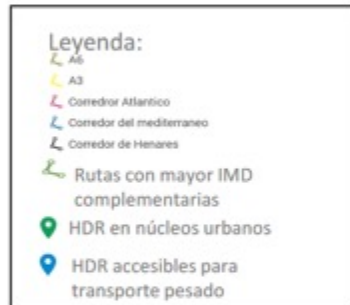 Leyenda:
A6
A3
Corredror Atlantico
Corredor del mediterraneo
Corredor de Henares
Rutas con mayor IMD
complementarias
HDR en núcleos urbanos
HDR accesibles para
transporte pesado